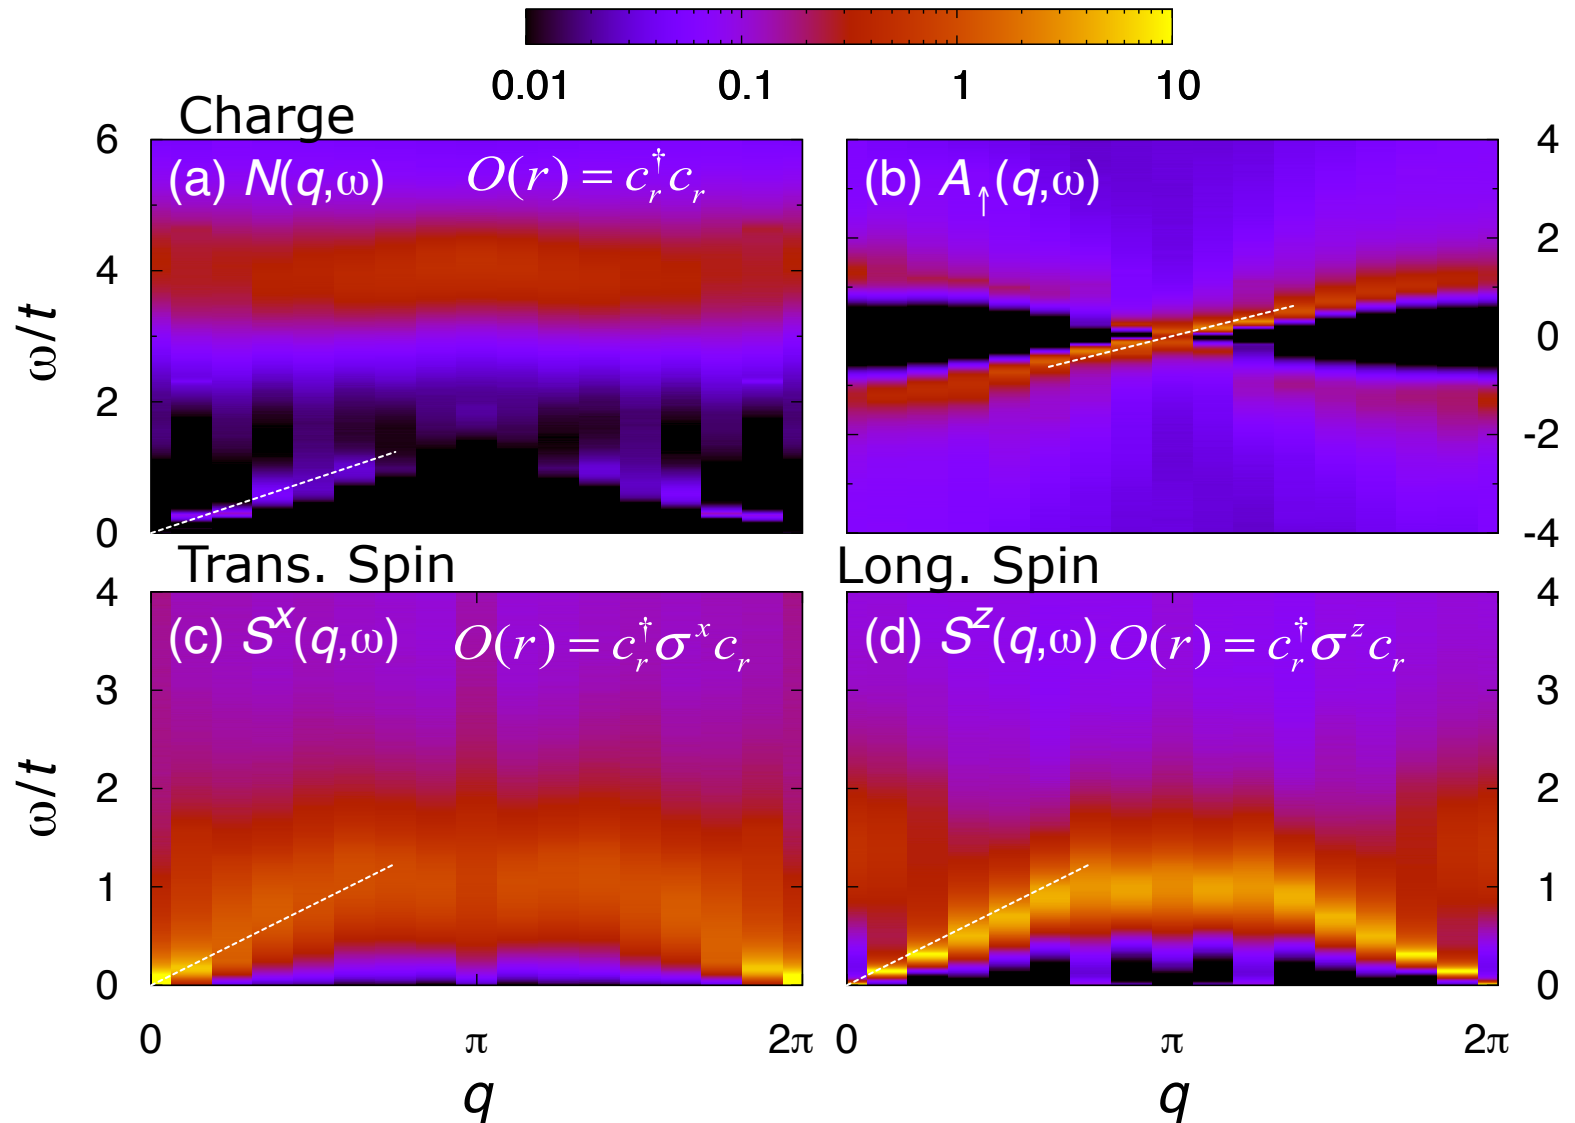 0.01 0.1 1 10
Charge
6 4 2 0
ω/t
(a) N(q,ω) O(r) = c†r cr
(b) A↑(q,ω)
4 2 0 -2 -4
Trans. Spin
Long. Spin
4 3 2 1 0
ω/t
(c) Sx(q,ω) O(r) = c†r σx cr
(d) Sz(q,ω) O(r) = c†r σz cr
4 3 2 1 0
0 π 2π
0 π 2π
q
q